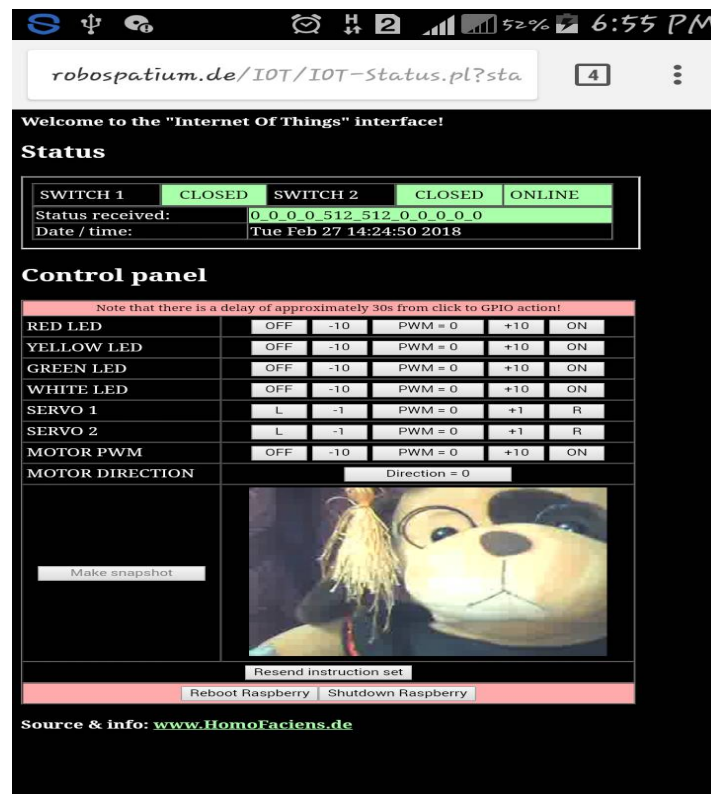 2 52% 6:55 PM
robospatium.de/IOT/IOT-Status.pl?sta 4
Welcome to the "Internet Of Things" interface!
Status
SWITCH 1 CLOSED SWITCH 2 CLOSED ONLINE
Status received: 0_0_0_0_512_512_0_0_0_0_0
Date / time: Tue Feb 27 14:24:50 2018
Control panel
Note that there is a delay of approximately 30s from click to GPIO action!
RED LED OFF -10 PWM = 0 +10 ON
YELLOW LED OFF -10 PWM = 0 +10 ON
GREEN LED OFF -10 PWM = 0 +10 ON
WHITE LED OFF -10 PWM = 0 +10 ON
SERVO 1 L -1 PWM = 0 +1 R
SERVO 2 L -1 PWM = 0 +1 R
MOTOR PWM OFF -10 PWM = 0 +10 ON
MOTOR DIRECTION Direction = 0
Make snapshot
Resend instruction set
Reboot Raspberry Shutdown Raspberry
Source & info: www.HomoFaciens.de